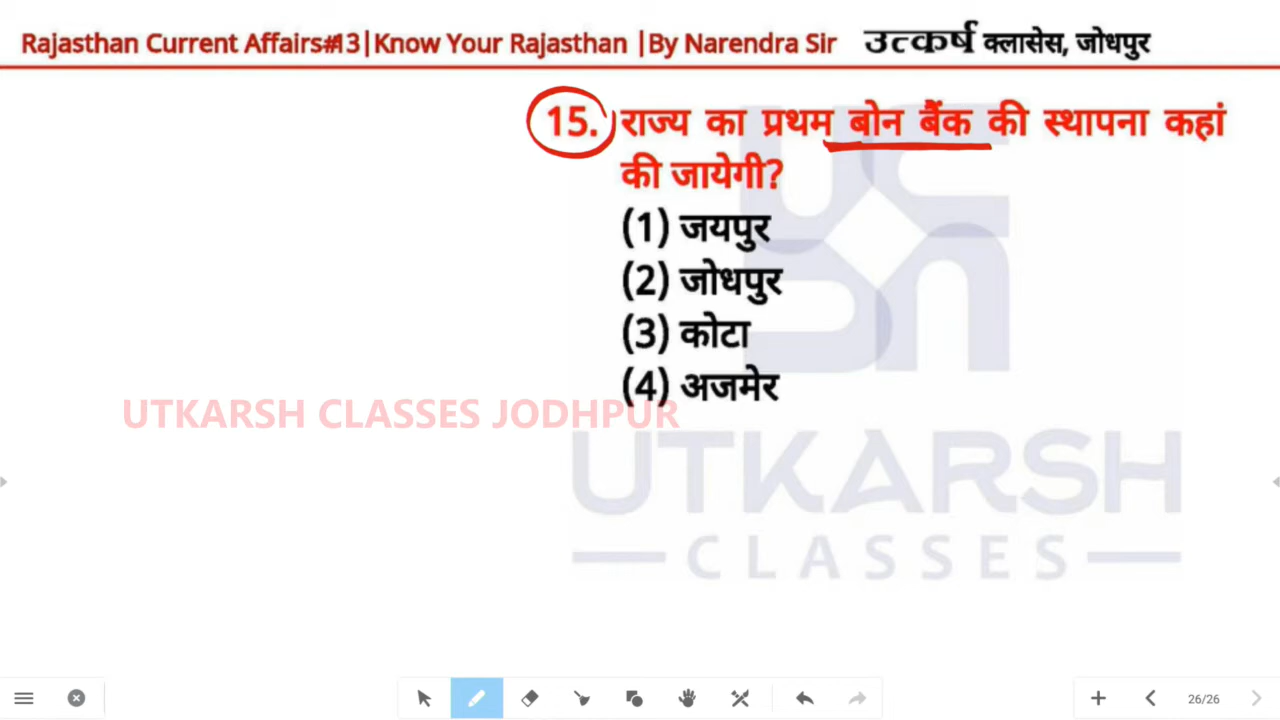 Rajasthan Current Affairs#43|Know Your Rajasthan |By Narendra Sir उत्कर्ष क्लासेस, जोधपुर
15. राज्य का प्रथम बोन बैंक की स्थापना कहां
की जायेगी?
(1) जयपुर
(2) जोधपुर
(3) कोटा
(4) अजमेर
UTKARSH CLASSES JODHPUR
UTKARSH
CLASSES
26/26